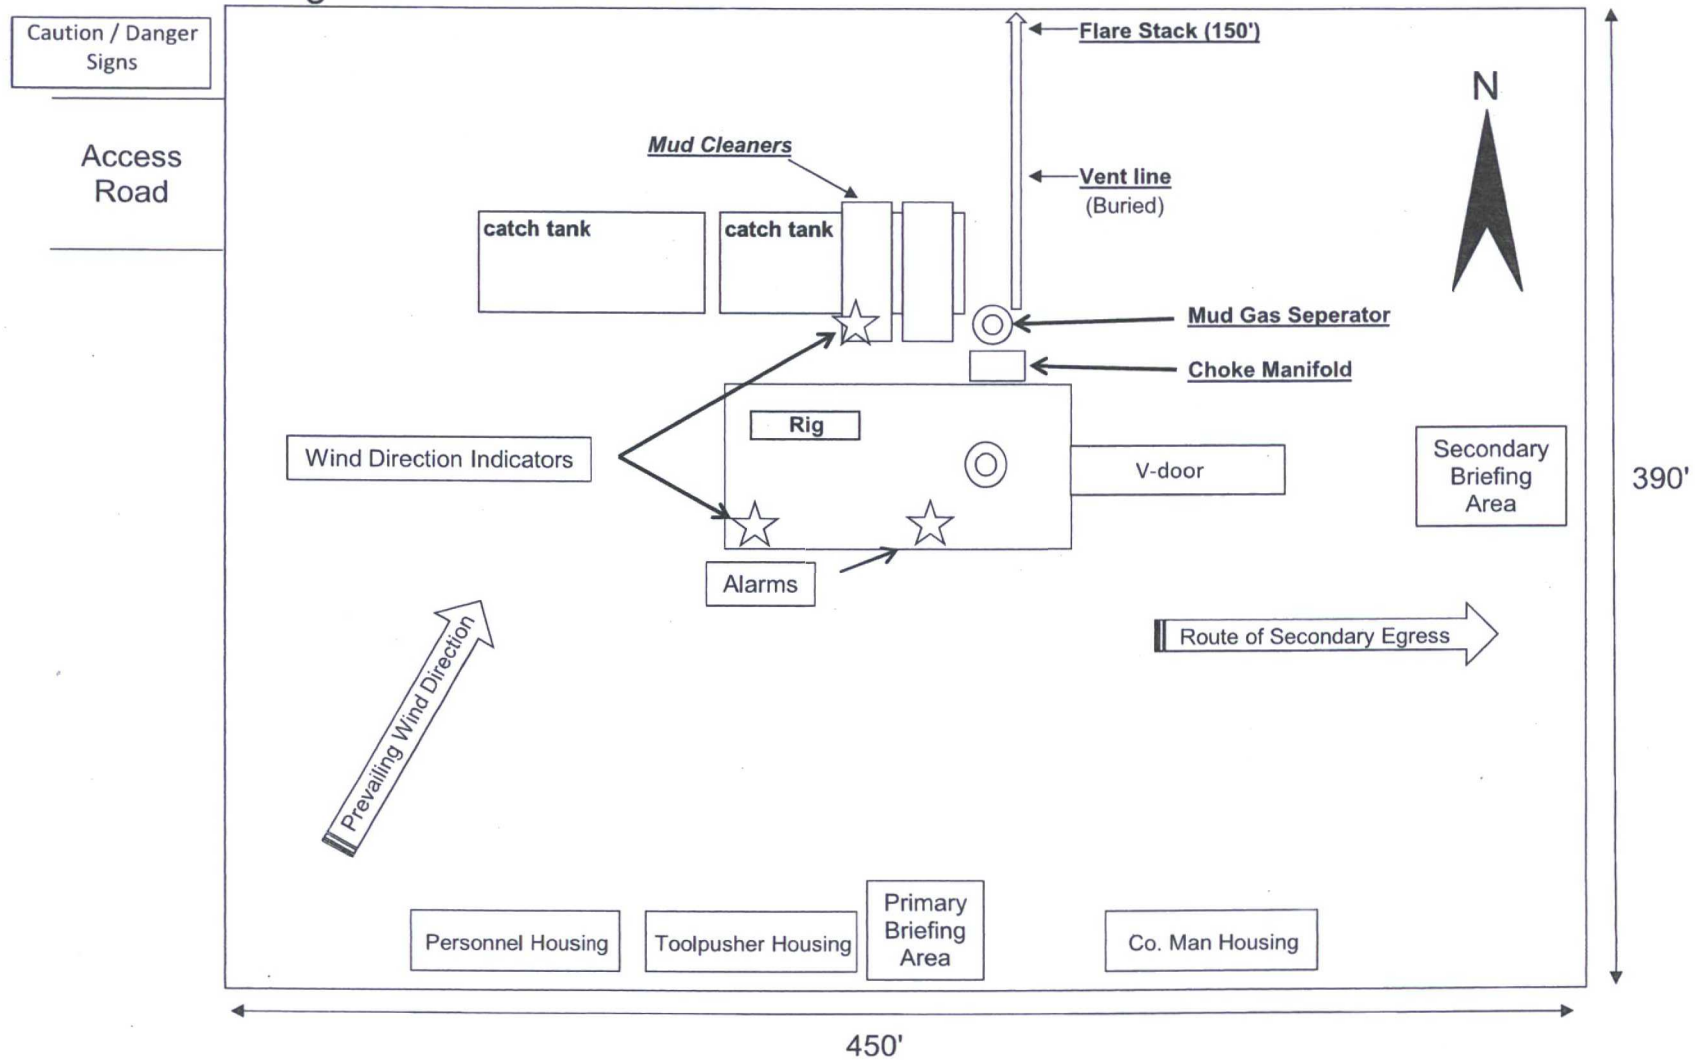 Caution / Danger
Signs
Flare Stack (150')
N
Access
Road
Mud Cleaners
Vent line
(Buried)
catch tank
catch tank
Mud Gas Seperator
Choke Manifold
Rig
Wind Direction Indicators
V-door
Secondary
Briefing
Area
390'
Alarms
Route of Secondary Egress
Prevailing Wind Direction
Personnel Housing
Toolpusher Housing
Primary
Briefing
Area
Co. Man Housing
450'